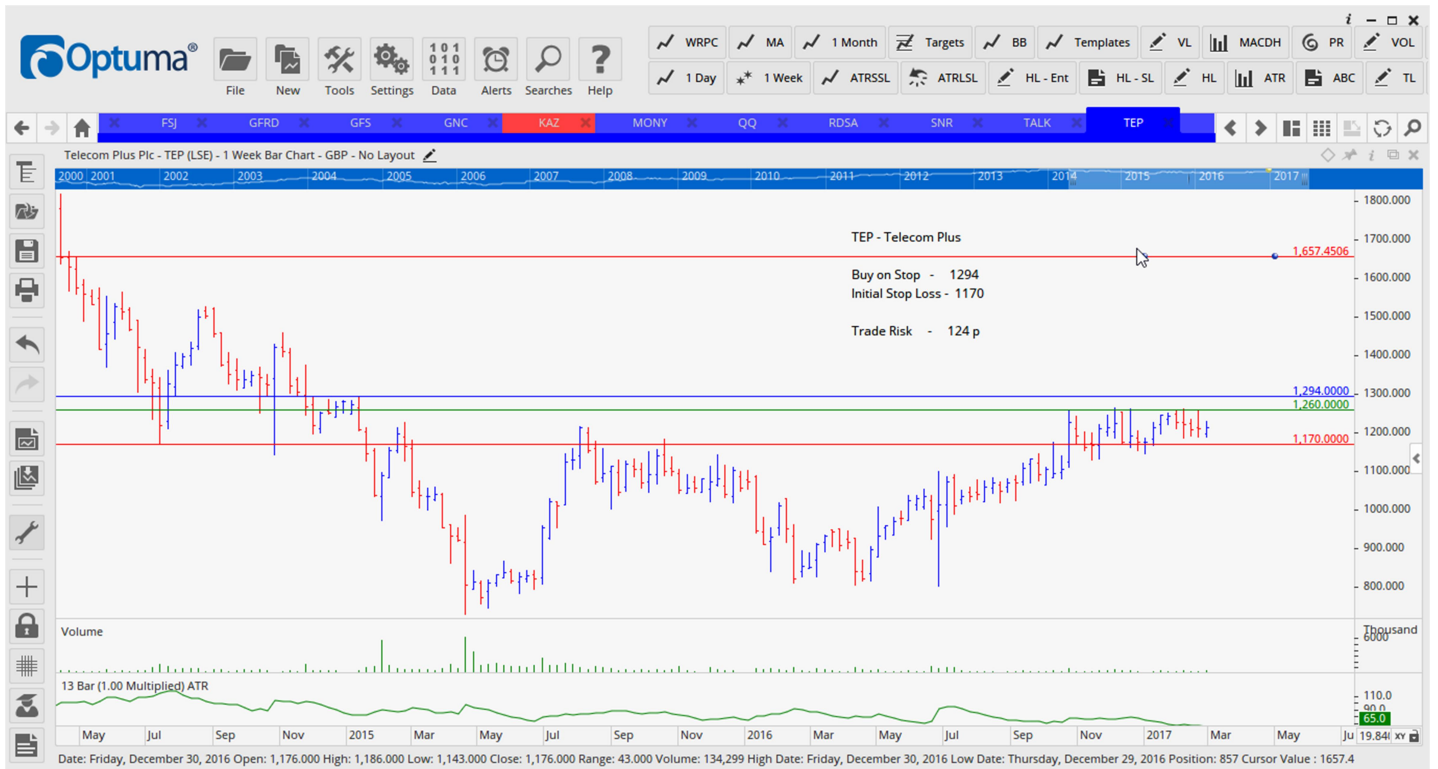 i
Optuma®
File
New
Tools
Settings
101
010
111
Data
Alerts
Searches
?
Help
WRPC
MA
1 Month
Targets
BB
Templates
VL
MACDH
PR
VOL
1 Day
1 Week
ATRSSL
ATRLSL
HL - Ent
HL - SL
HL
ATR
ABC
TL
FSJ
GFRD
GFS
GNC
KAZ
MONY
QQ
RDSA
SNR
TALK
TEP
Telecom Plus Plc - TEP (LSE) - 1 Week Bar Chart - GBP - No Layout
2000 2001 2002 2003 2004 2005 2006 2007 2008 2009 2010 2011 2012 2013 2014 2015 2016 2017
TEP - Telecom Plus
Buy on Stop - 1294
Initial Stop Loss - 1170
Trade Risk - 124 p
1,657.4506
1,294.0000
1,260.0000
1,170.0000
1800.000
1700.000
1600.000
1500.000
1400.000
1300.000
1200.000
1100.000
1000.000
900.000
800.000
Volume
Thousand
6000
13 Bar (1.00 Multiplied) ATR
110.0
90.0
65.0
May Jul Sep Nov 2015 Mar May Jul Sep Nov 2016 Mar May Jul Sep Nov 2017 Mar May Ju
XY
Date: Friday, December 30, 2016 Open: 1,176.000 High: 1,186.000 Low: 1,143.000 Close: 1,176.000 Range: 43.000 Volume: 134,299 High Date: Friday, December 30, 2016 Low Date: Thursday, December 29, 2016 Position: 857 Cursor Value : 1657.4